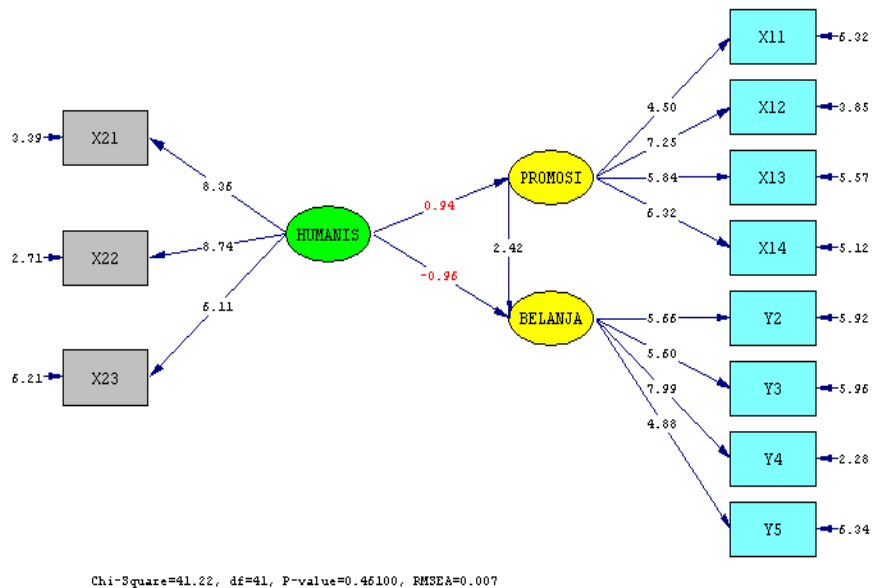 X11
6.32
X12
3.85
X13
5.57
X14
5.12
Y2
5.92
Y3
5.96
Y4
2.28
Y5
6.34
3.39
X21
2.71
X22
6.21
X23
8.36
8.74
6.11
HUMANIS
0.94
-0.96
PROMOSI
2.42
BELANJA
4.50
7.25
5.84
6.32
5.66
5.60
7.99
4.88
Chi-Square=41.22, df=41, P-value=0.46100, RMSEA=0.007